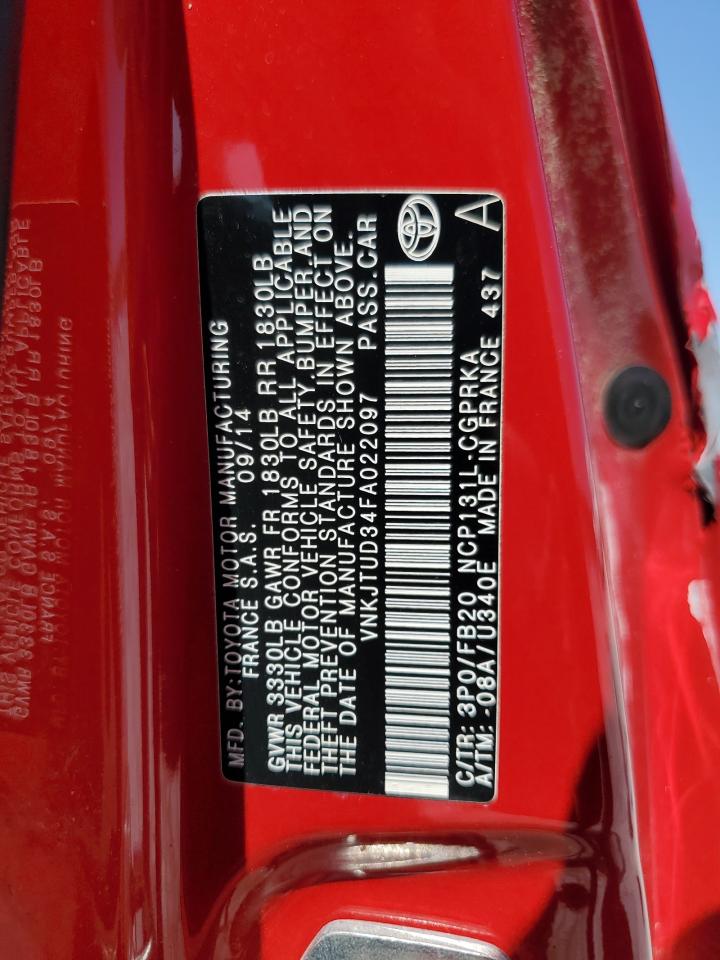 MFD. BY:TOYOTA MOTOR MANUFACTURING
FRANCE S.A.S. 09/14
GVWR 3330LB GAWR FR 1830LB RR 1830LB
THIS VEHICLE CONFORMS TO ALL APPLICABLE
FEDERAL MOTOR VEHICLE SAFETY, BUMPER, AND
THEFT PREVENTION STANDARDS IN EFFECT ON
THE DATE OF MANUFACTURE SHOWN ABOVE.
VNKJTUD34FA022097 PASS.CAR
C/TR: 3P0/FB20 NCP131L-CGPRKA
A/TM: -08A/U340E MADE IN FRANCE 437
A